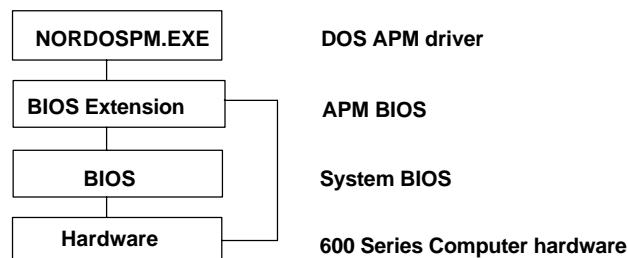 NORDOSPM.EXE DOS APM driver
BIOS Extension APM BIOS
BIOS System BIOS
Hardware 600 Series Computer hardware